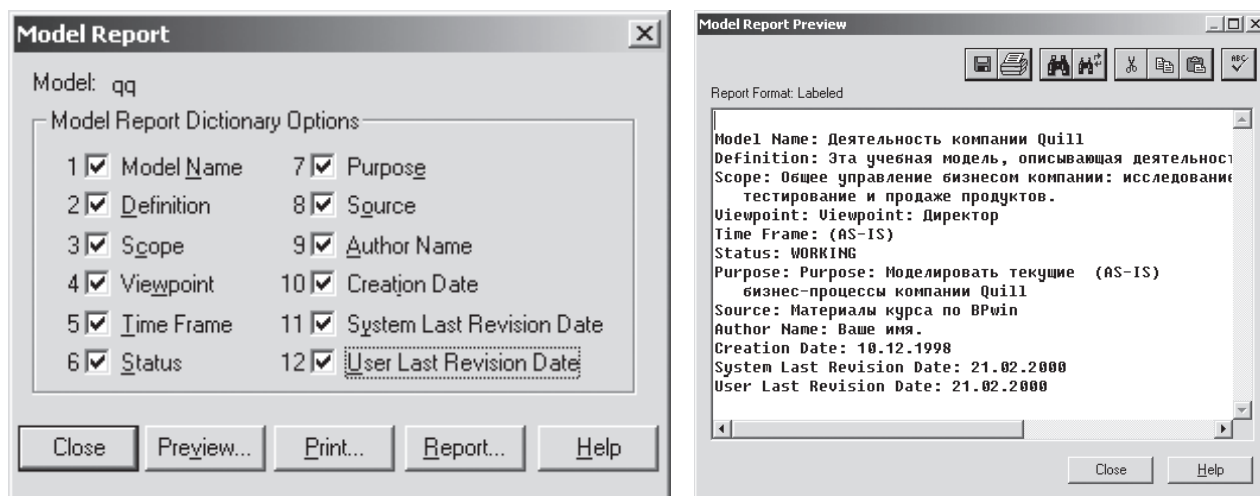 Model Report
Model: qq
Model Report Dictionary Options
1 Model Name
2 Definition
3 Scope
4 Viewpoint
5 Time Frame
6 Status
7 Purpose
8 Source
9 Author Name
10 Creation Date
11 System Last Revision Date
12 User Last Revision Date
Close Preview... Print... Report... Help
Model Report Preview
ABC
Report Format: Labeled
Model Name: Деятельность компании Quill
Definition: Эта учебная модель, описывающая деятельност
Scope: Общее управление бизнесом компании: исследование
тестирование и продаже продуктов.
Viewpoint: Viewpoint: Директор
Time Frame: (AS-IS)
Status: WORKING
Purpose: Purpose: Моделировать текущие (AS-IS)
бизнес-процессы компании Quill
Source: Материалы курса по BPwin
Author Name: Ваше имя.
Creation Date: 10.12.1998
System Last Revision Date: 21.02.2000
User Last Revision Date: 21.02.2000
Close Help